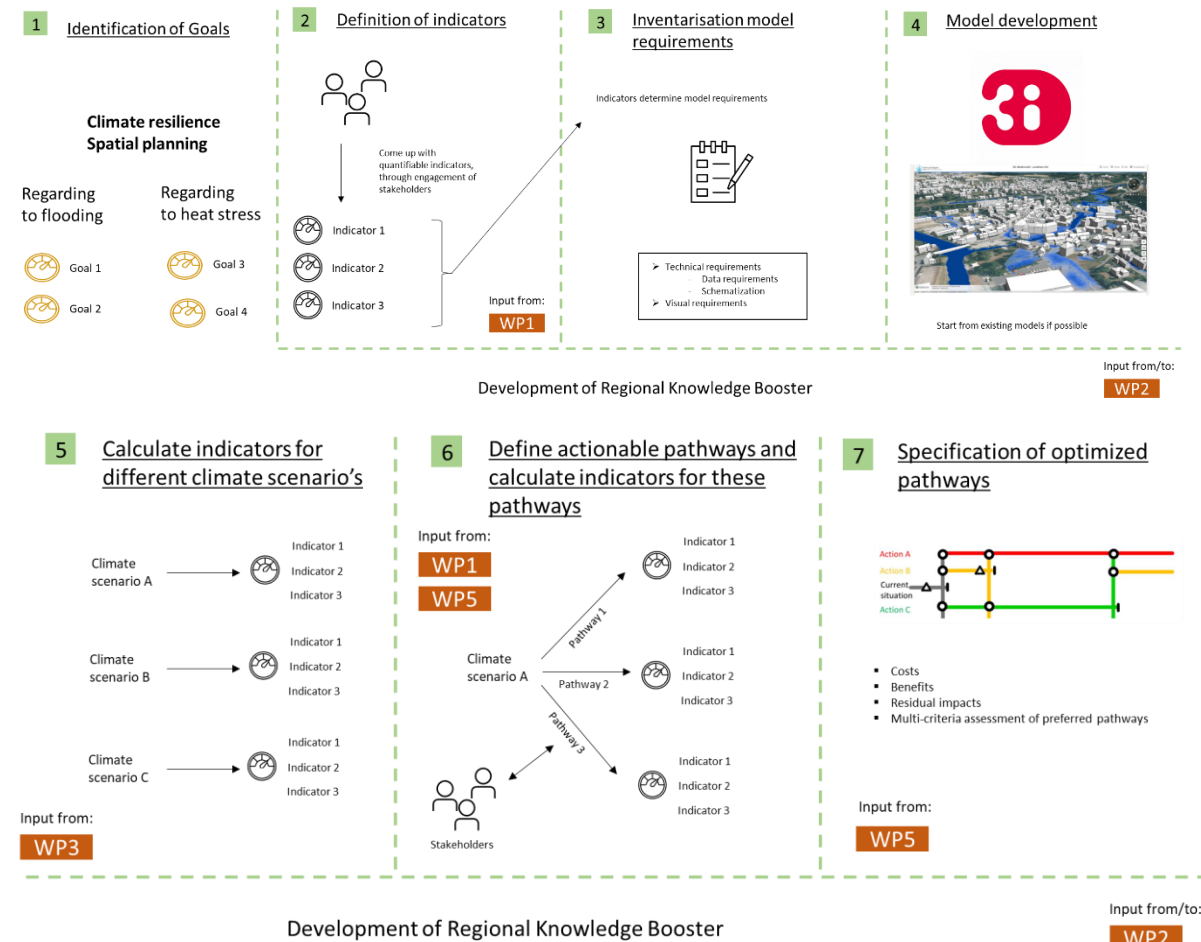 1
Identification of Goals
Climate resilience
Spatial planning
Regarding
to flooding
Goal 1
Goal 2
Regarding
to heat stress
Goal 3
Goal 4
2
Definition of indicators
Come up with
quantifiable indicators,
through engagement of
stakeholders
Indicator 1
Indicator 2
Indicator 3
Input from:
WP1
3
Inventarisation model
requirements
Indicators determine model requirements
➢ Technical requirements
- Data requirements
- Schematization
➢ Visual requirements
4
Model development
3i
Start from existing models if possible
Development of Regional Knowledge Booster
Input from/to:
WP2
5
Calculate indicators for
different climate scenario's
Climate
scenario A
Indicator 1
Indicator 2
Indicator 3
Climate
scenario B
Indicator 1
Indicator 2
Indicator 3
Climate
scenario C
Indicator 1
Indicator 2
Indicator 3
Input from:
WP3
6
Define actionable pathways and
calculate indicators for these
pathways
Input from:
WP1
WP5
Climate
scenario A
Pathway 1
Pathway 2
Pathway 3
Indicator 1
Indicator 2
Indicator 3
Indicator 1
Indicator 2
Indicator 3
Indicator 1
Indicator 2
Indicator 3
Stakeholders
7
Specification of optimized
pathways
Action A
Action B
Current
situation
Action C
▪ Costs
▪ Benefits
▪ Residual impacts
▪ Multi-criteria assessment of preferred pathways
Input from:
WP5
Development of Regional Knowledge Booster
Input from/to:
WP2